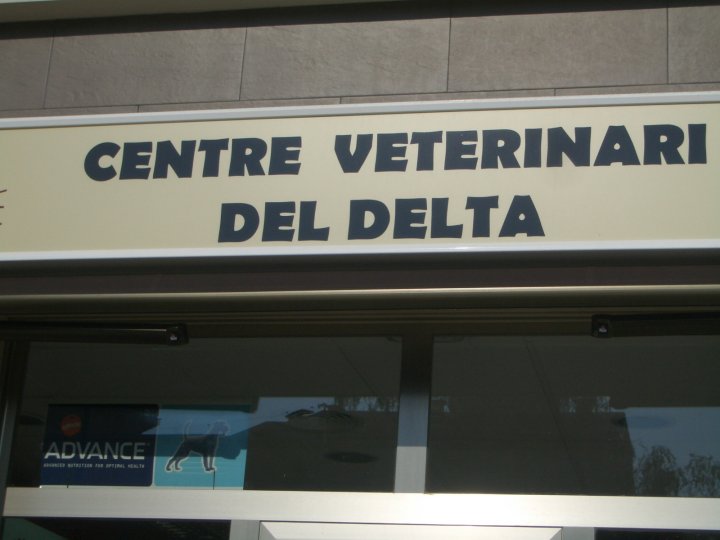 CENTRE VETERINARI
DEL DELTA
ADVANCE
ADVANCED NUTRITION FOR OPTIMAL HEALTH